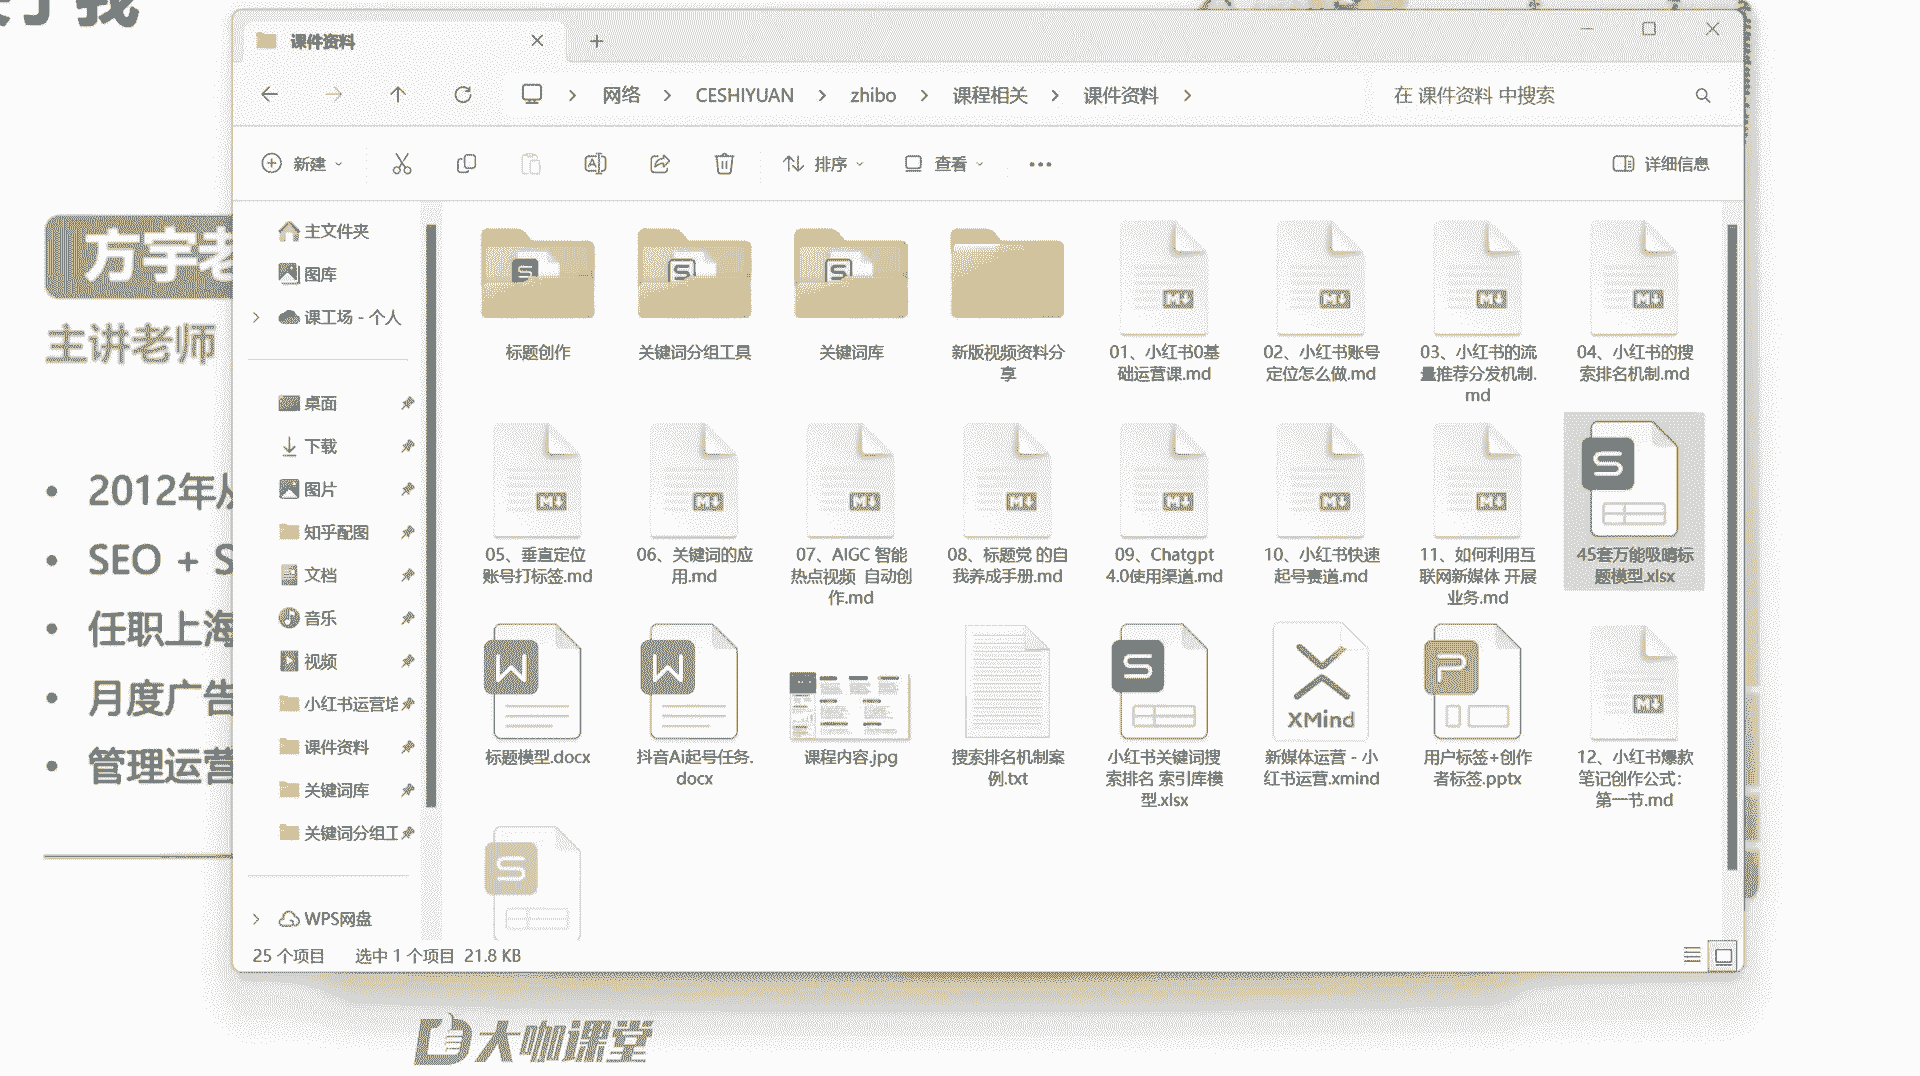 课件资料
网络
CESHIYUAN
zhibo
课程相关
课件资料
在 课件资料 中搜索
新建
排序
查看
详细信息
方宇老
主讲老师
2012年从
SEO + S
任职上海
月度广告
管理运营
主文件夹
图库
课工场 - 个人
桌面
下载
图片
知乎配图
文档
音乐
视频
小红书运营培
课件资料
关键词库
关键词分组工
WPS网盘
标题创作
关键词分组工具
关键词库
新版视频资料分
享
01、小红书0基
础运营课.md
02、小红书账号
定位怎么做.md
03、小红书的流
量推荐分发机制.
md
04、小红书的搜
索排名机制.md
05、垂直定位
账号打标签.md
06、关键词的应
用.md
07、AIGC 智能
热点视频 自动创
作.md
08、标题党 的自
我养成手册.md
09、Chatgpt
4.0使用渠道.md
10、小红书快速
起号赛道.md
11、如何利用互
联网新媒体 开展
业务.md
45套万能吸睛标
题模型.xlsx
标题模型.docx
抖音Ai起号任务.
docx
课程内容.jpg
搜索排名机制案
例.txt
小红书关键词搜
索排名 索引库模
型.xlsx
XMind
新媒体运营 - 小
红书运营.xmind
用户标签+创作
者标签.pptx
12、小红书爆款
笔记创作公式:
第一节.md
25 个项目
选中 1 个项目 21.8 KB
大咖课堂